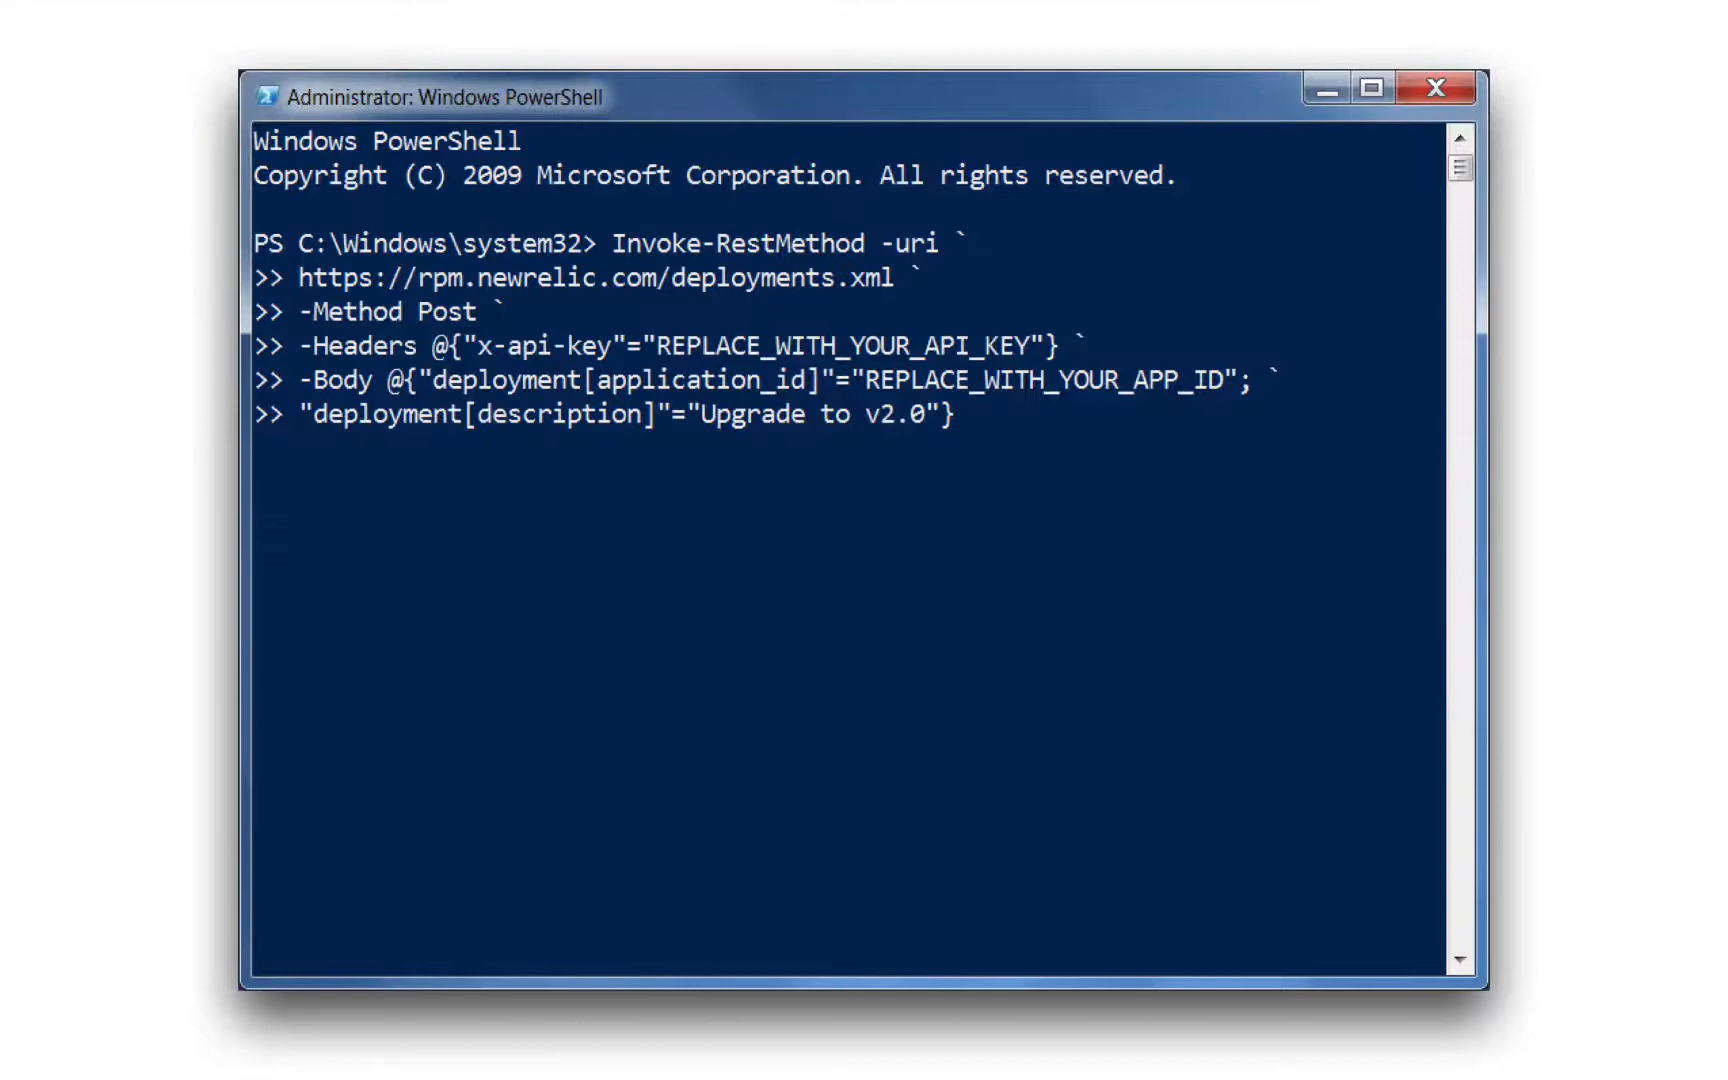 Administrator: Windows PowerShell
Windows PowerShell
Copyright (C) 2009 Microsoft Corporation. All rights reserved.
PS C:\Windows\system32> Invoke-RestMethod -uri `
>> https://rpm.newrelic.com/deployments.xml `
>> -Method Post `
>> -Headers @{"x-api-key"="REPLACE_WITH_YOUR_API_KEY"} `
>> -Body @{"deployment[application_id]"="REPLACE_WITH_YOUR_APP_ID"; `
>> "deployment[description]"="Upgrade to v2.0"}